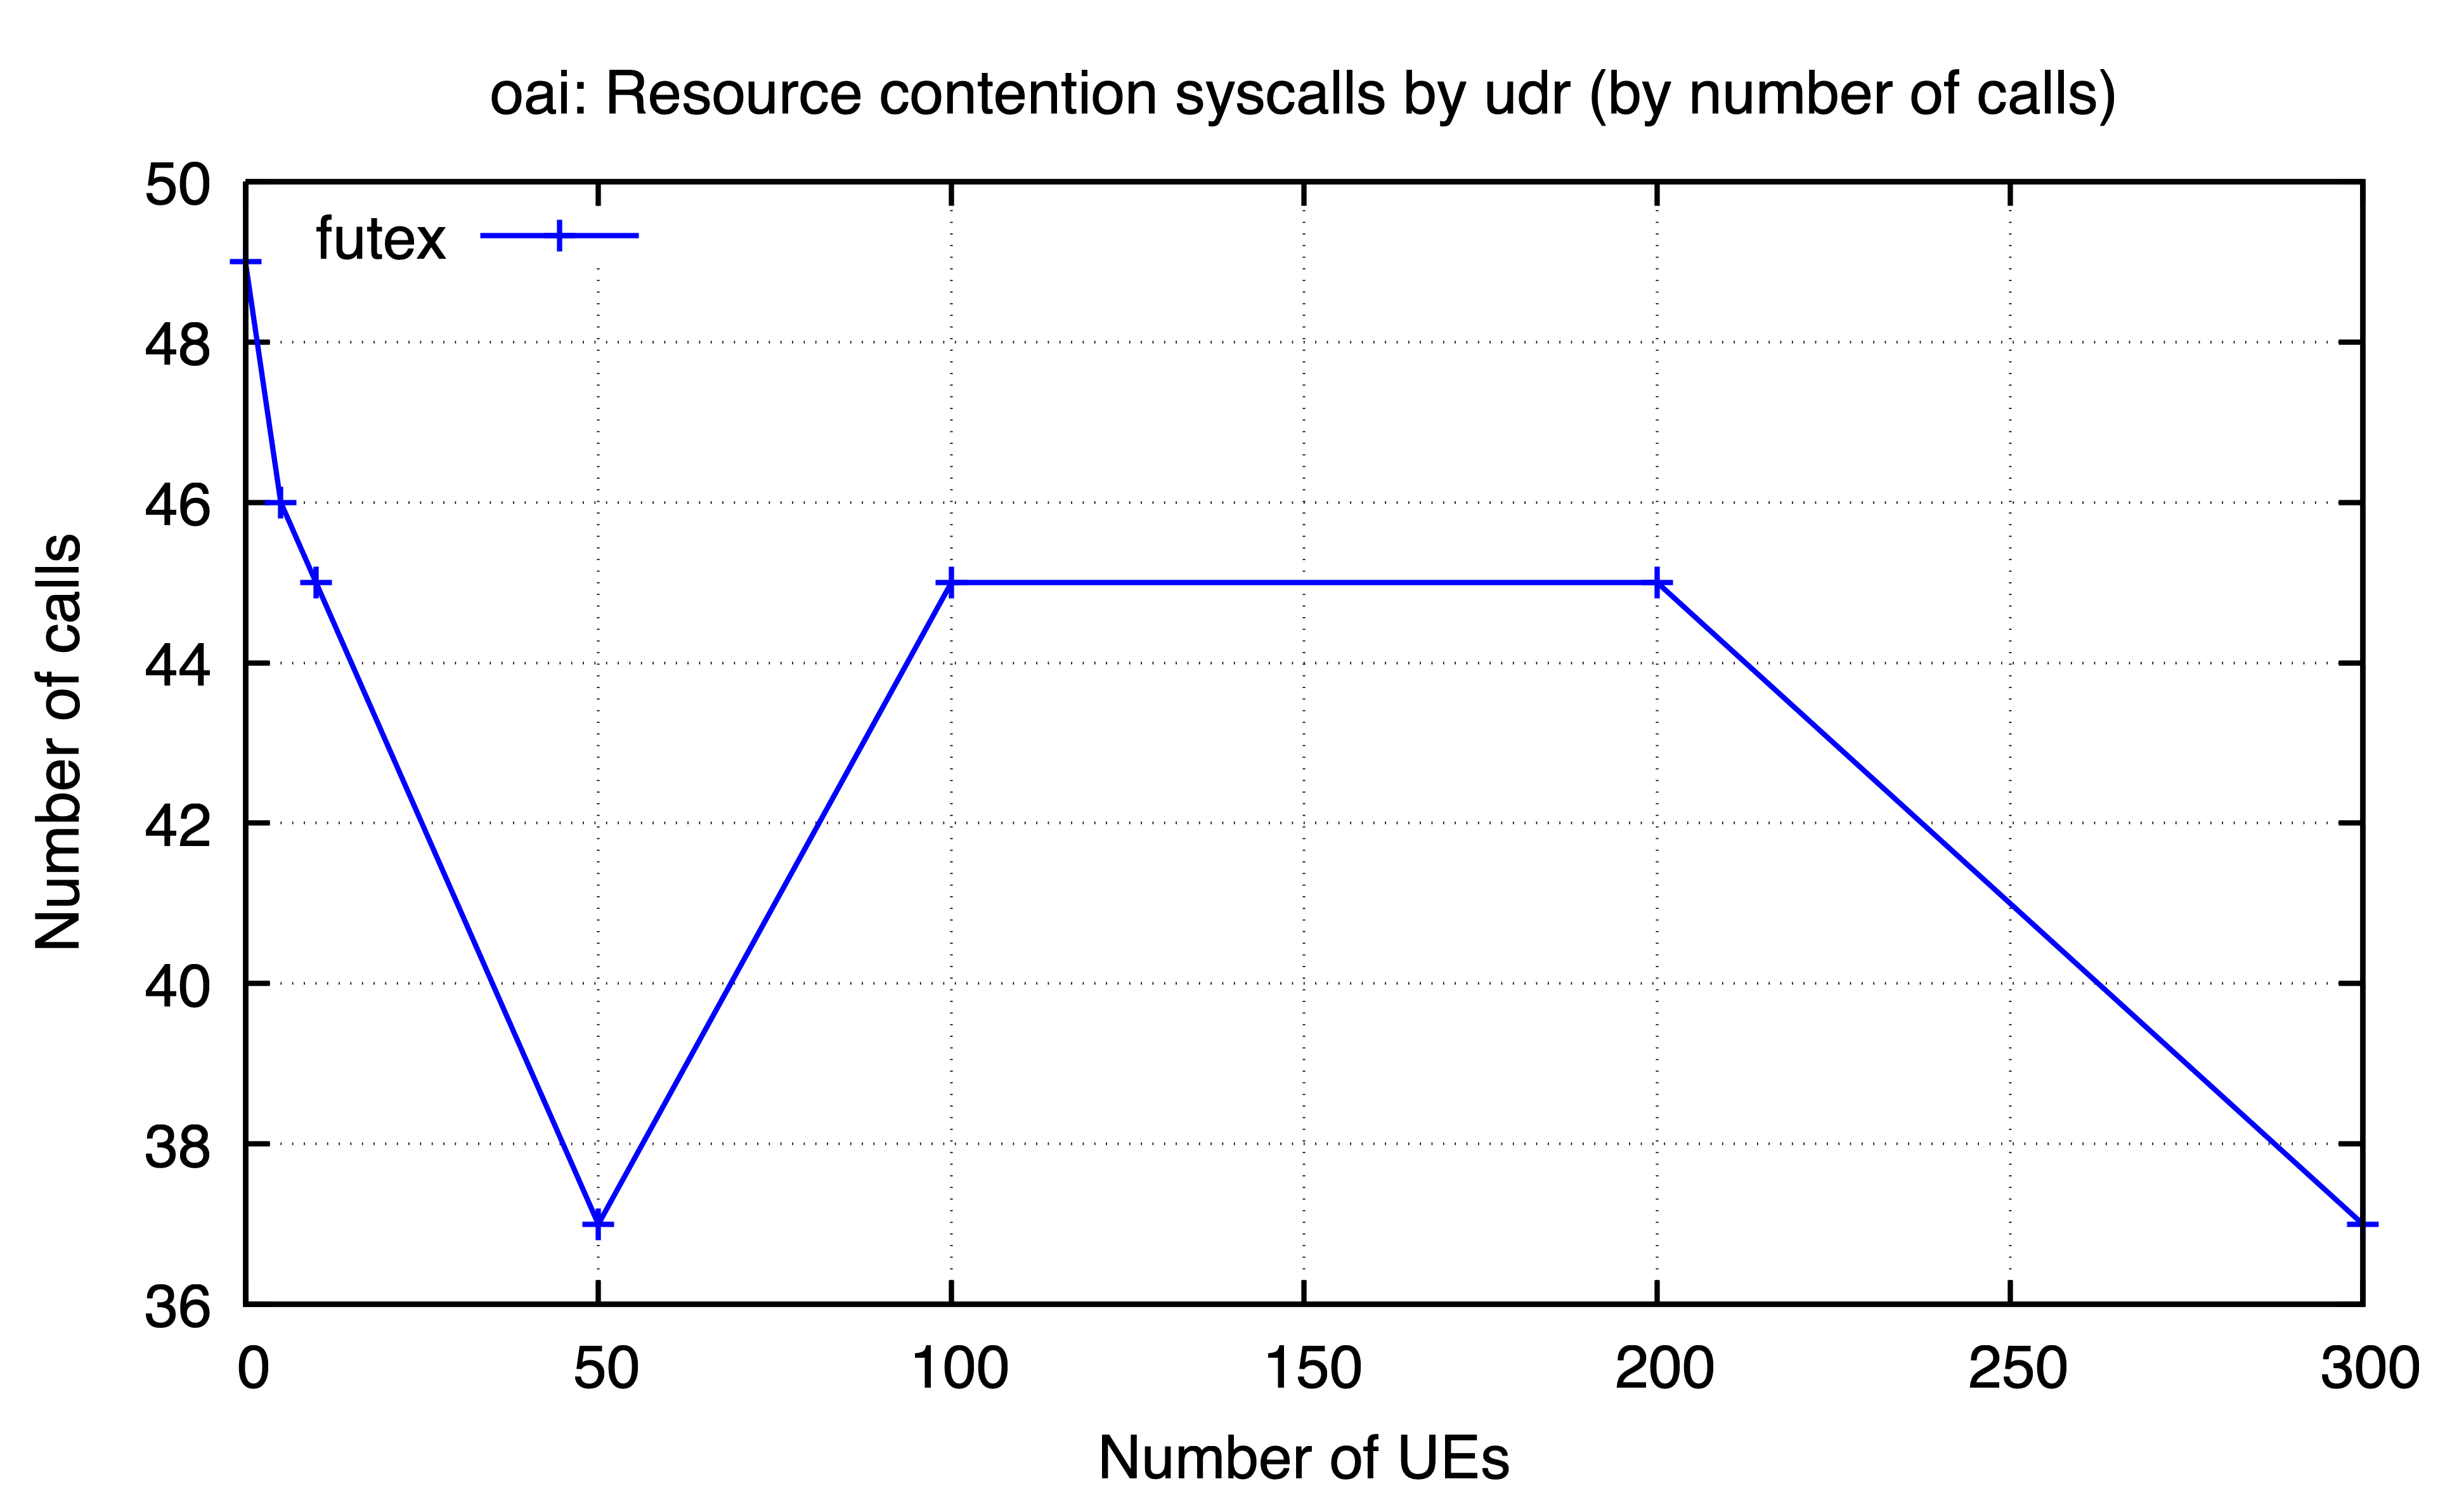 oai: Resource contention syscalls by udr (by number of calls)
futex
Number of calls
50
48
46
44
42
40
38
36
0 50 100 150 200 250 300
Number of UEs